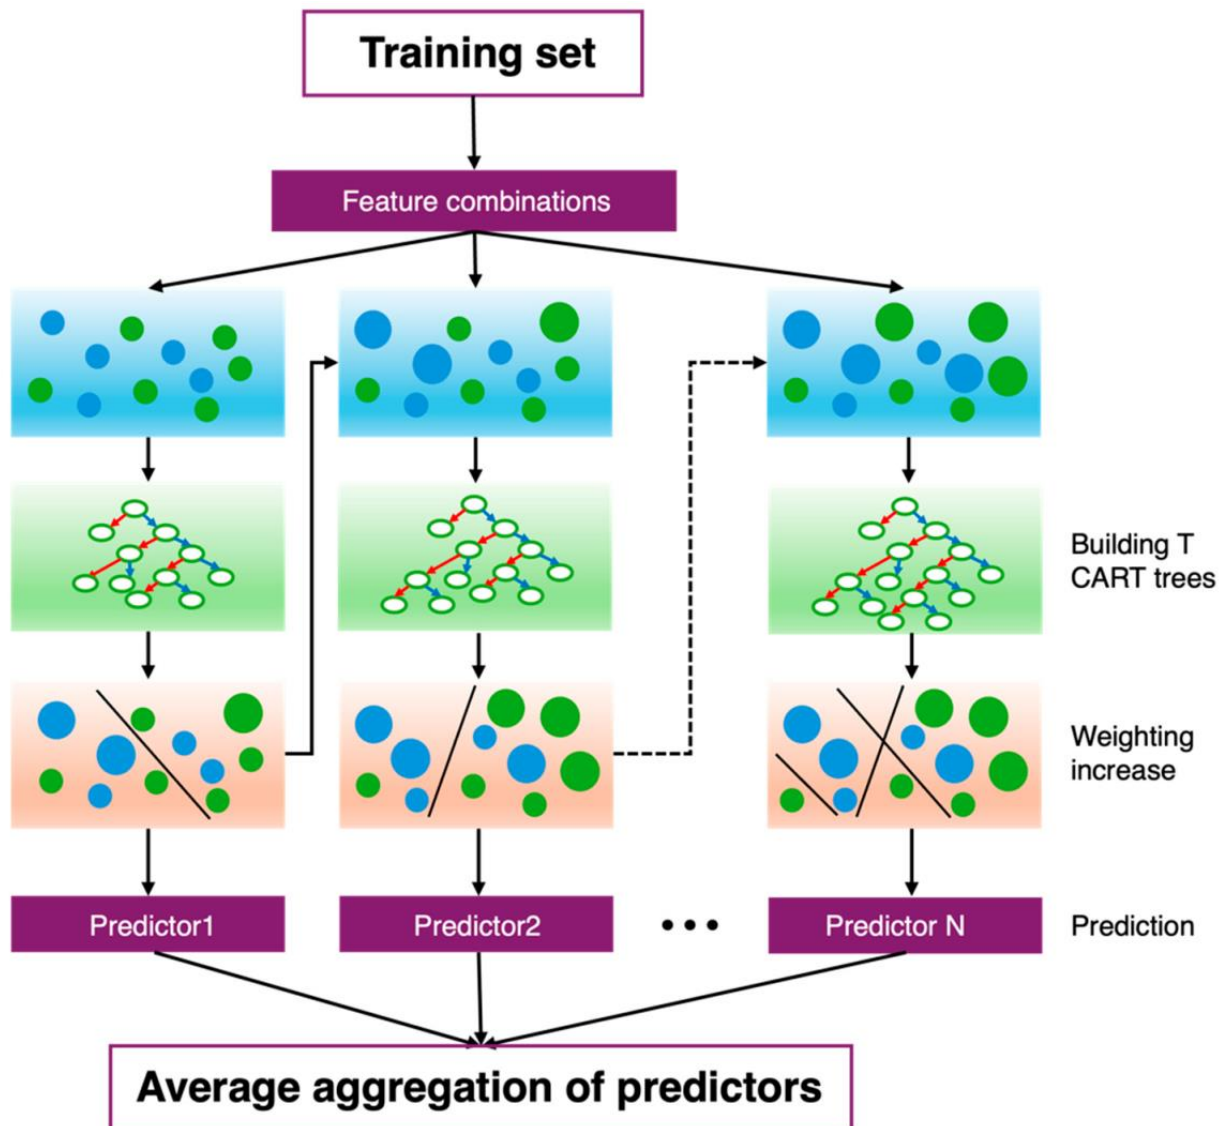 Training set
Feature combinations
Building T
CART trees
Weighting
increase
Predictor1
Predictor2
• • •
Predictor N
Prediction
Average aggregation of predictors